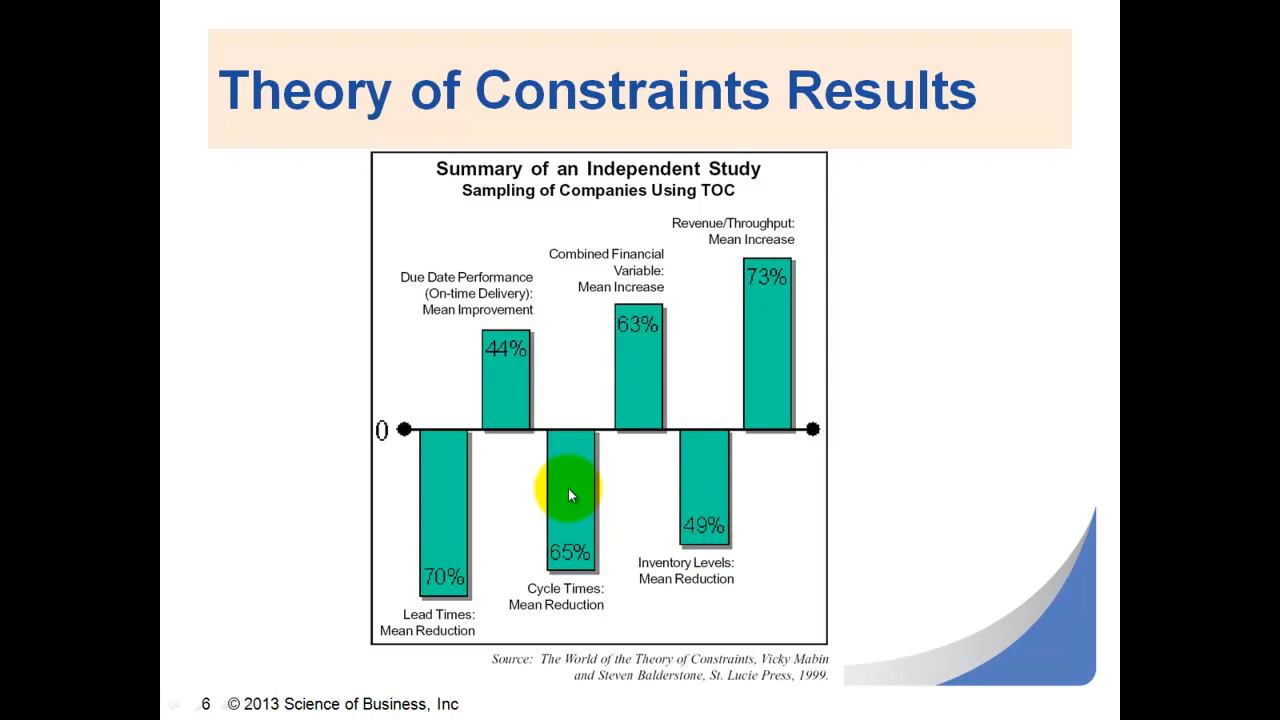 Theory of Constraints Results
Summary of an Independent Study
Sampling of Companies Using TOC
Revenue/Throughput:
Mean Increase
Combined Financial
Variable:
Mean Increase
Due Date Performance
(On-time Delivery):
Mean Improvement
73%
63%
44%
0
49%
65%
70%
Inventory Levels:
Mean Reduction
Cycle Times:
Mean Reduction
Lead Times:
Mean Reduction
Source: The World of the Theory of Constraints, Vicky Mabin
and Steven Balderstone, St. Lucie Press, 1999.
6 © 2013 Science of Business, Inc